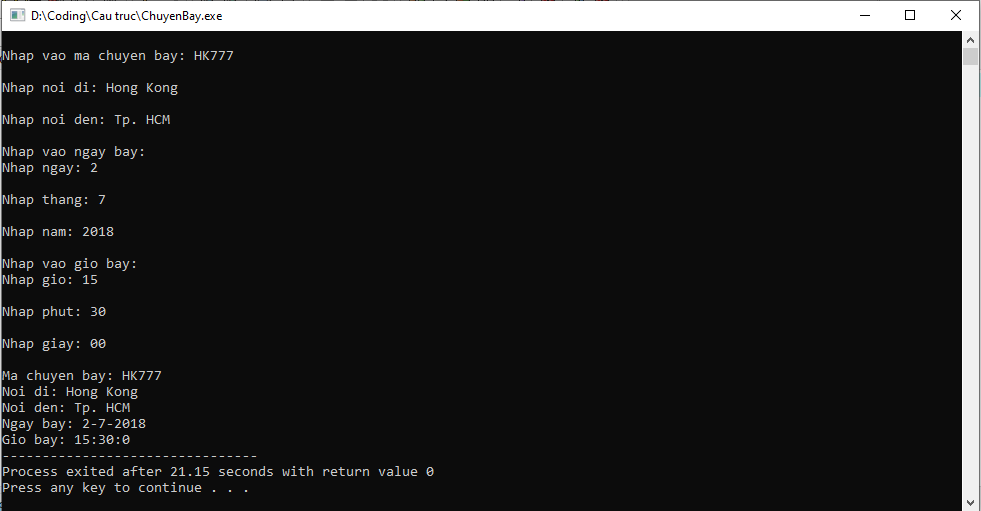 D:\Coding\Cau truc\ChuyenBay.exe
Nhap vao ma chuyen bay: HK777
Nhap noi di: Hong Kong
Nhap noi den: Tp. HCM
Nhap vao ngay bay:
Nhap ngay: 2
Nhap thang: 7
Nhap nam: 2018
Nhap vao gio bay:
Nhap gio: 15
Nhap phut: 30
Nhap giay: 00
Ma chuyen bay: HK777
Noi di: Hong Kong
Noi den: Tp. HCM
Ngay bay: 2-7-2018
Gio bay: 15:30:0
--------------------------------
Process exited after 21.15 seconds with return value 0
Press any key to continue . . .